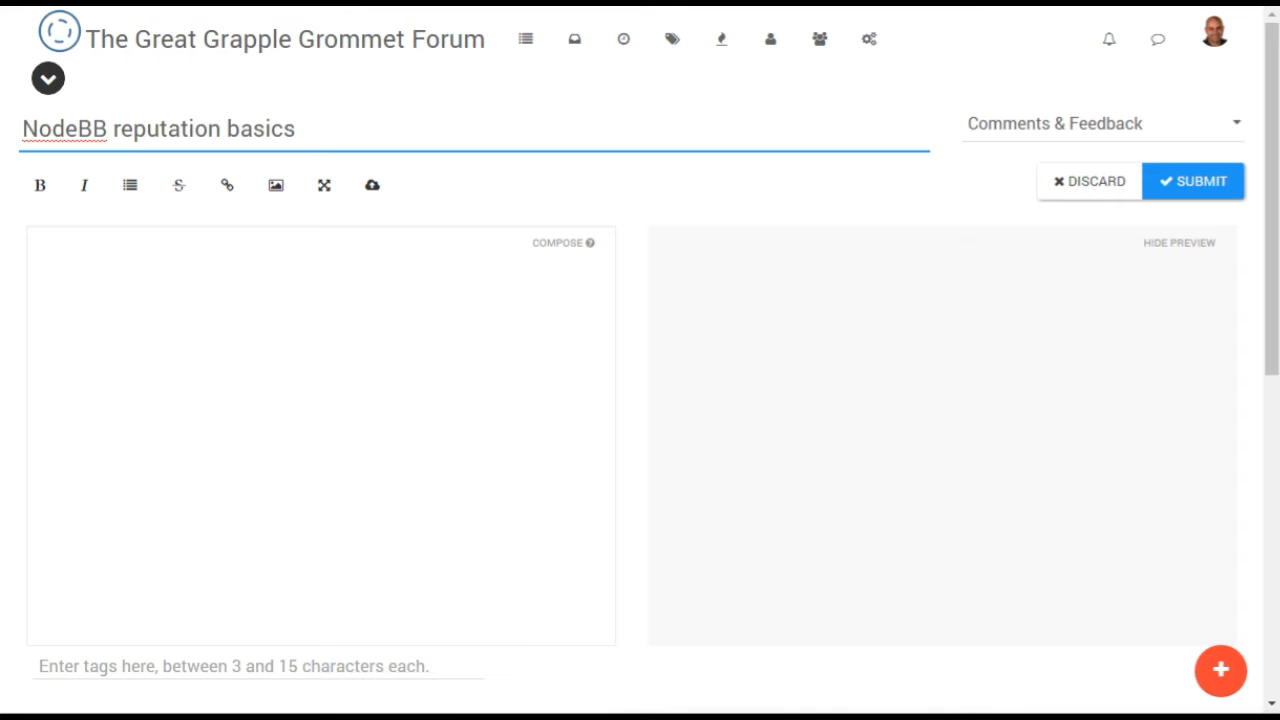 The Great Grapple Grommet Forum
NodeBB reputation basics
Comments & Feedback
B I S
DISCARD
SUBMIT
COMPOSE
HIDE PREVIEW
Enter tags here, between 3 and 15 characters each.